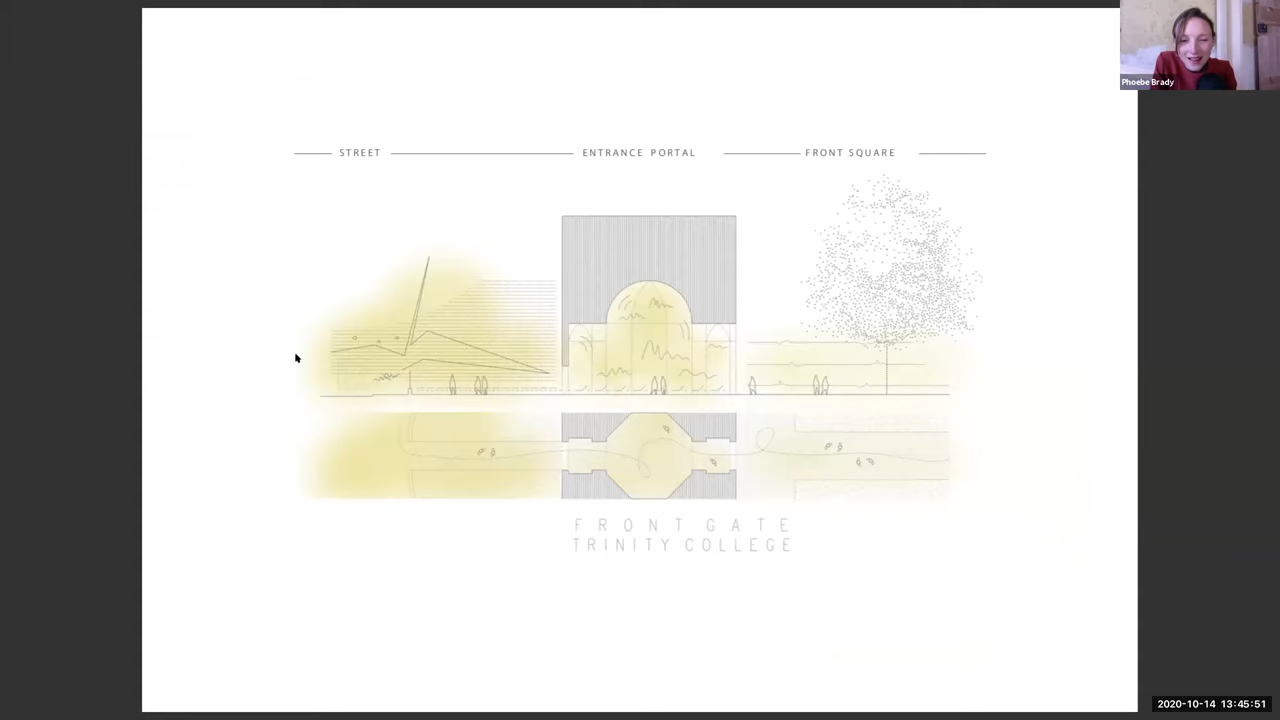 Phoebe Brady
STREET ENTRANCE PORTAL FRONT SQUARE
FRONT GATE
TRINITY COLLEGE
2020-10-14 13:45:51